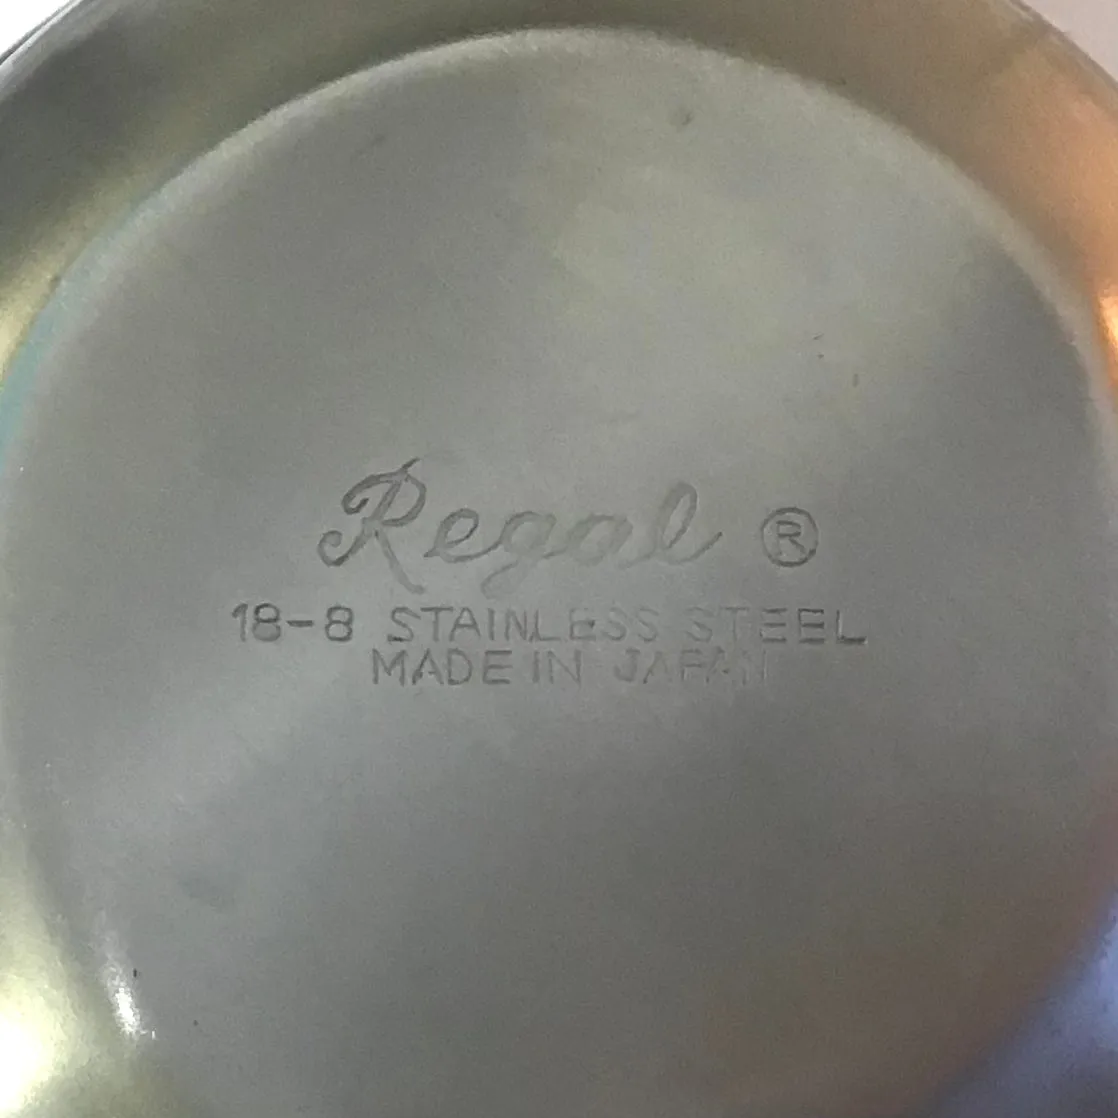 Regal ®
18-8 STAINLESS STEEL
MADE IN JAPAN